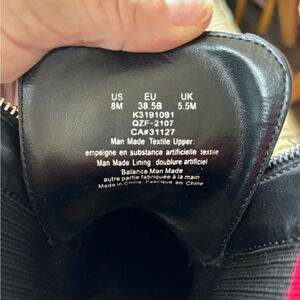 US EU UK
8M 38.5B 5.5M
K3191091
QZF-2107
CA#31127
Man Made Textile Upper:
empeigne en substance artificielle textile
Man Made Lining : doublure artificiel
Balance Man Made
autre partie fabriquée à la main
Made in China, Fabriqué en Chine